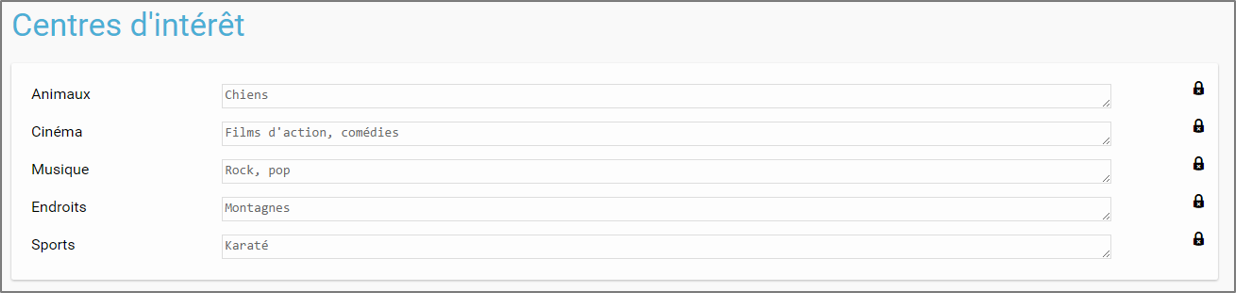 Centres d'intérêt
Animaux Chiens
Cinéma Films d'action, comédies
Musique Rock, pop
Endroits Montagnes
Sports Karaté